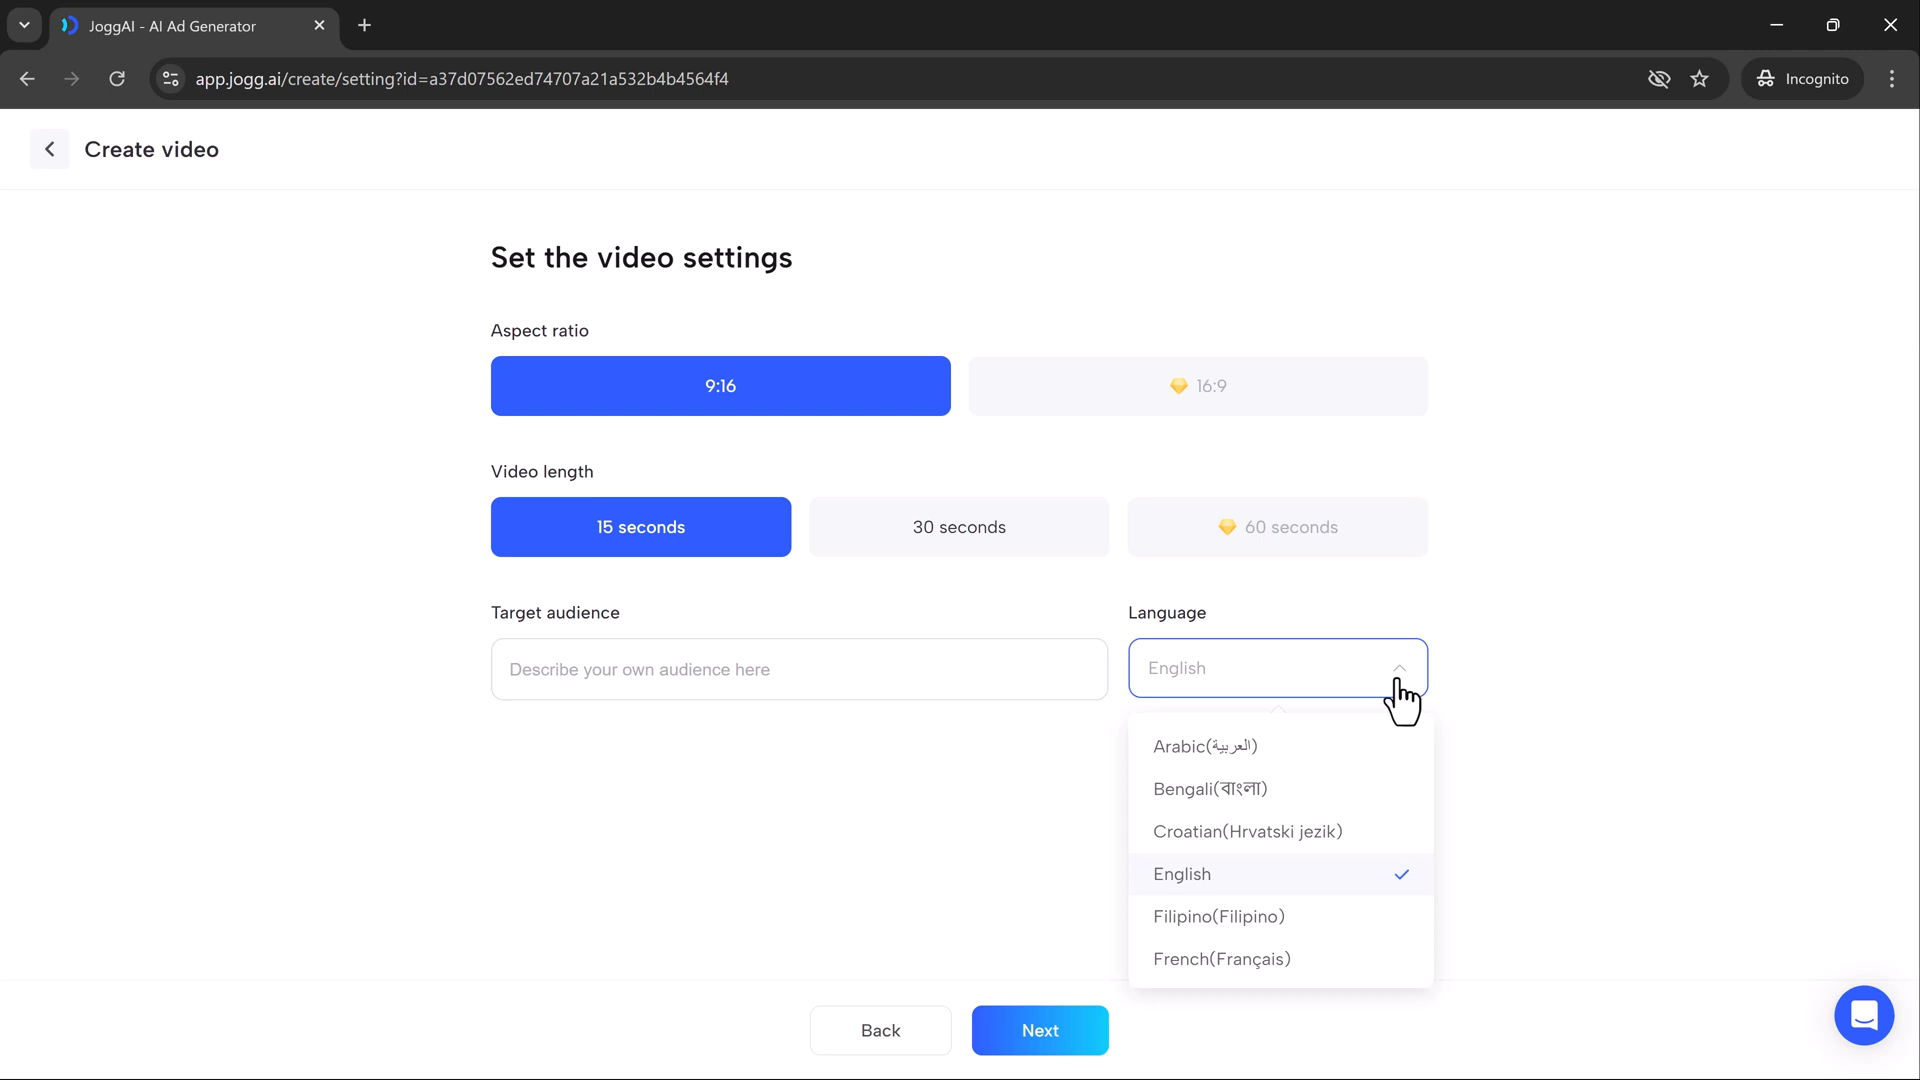 JoggAI - AI Ad Generator
app.jogg.ai/create/setting?id=a37d07562ed74707a21a532b4b4564f4
Incognito
Create video
Set the video settings
Aspect ratio
9:16
16:9
Video length
15 seconds
30 seconds
60 seconds
Target audience
Language
Describe your own audience here
English
Arabic(العربية)
Bengali(বাংলা)
Croatian(Hrvatski jezik)
English
Filipino(Filipino)
French(Français)
Back
Next